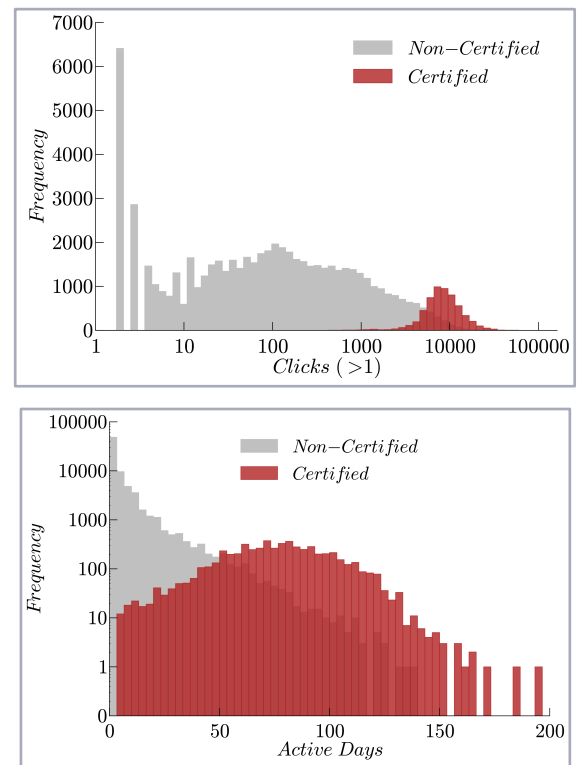 7000
6000
5000
4000
3000
2000
1000
0
Frequency
Non−Certified
Certified
1 10 100 1000 10000 100000
Clicks ( >1)
100000
10000
1000
100
10
1
0
Frequency
Non−Certified
Certified
0 50 100 150 200
Active Days